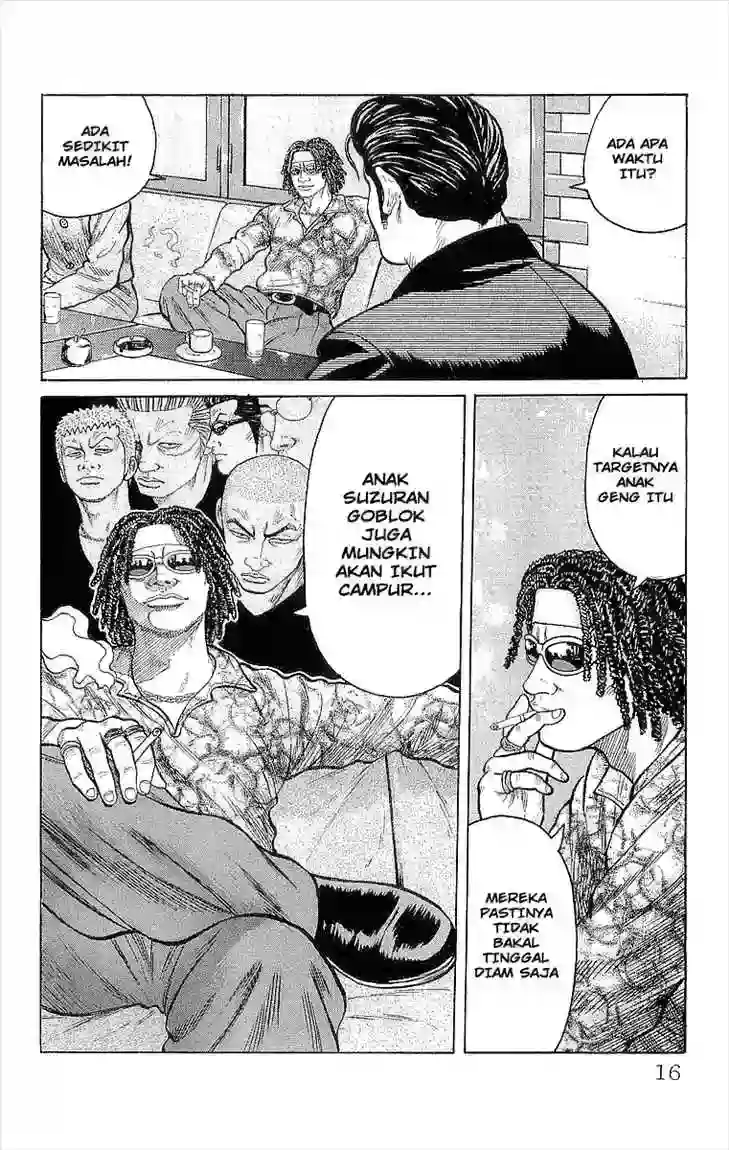 ADA APA
WAKTU
ITU?
ADA
SEDIKIT
MASALAH!
KALAU
TARGETNYA
ANAK
GENG ITU
MEREKA
PASTINYA
TIDAK
BAKAL
TINGGAL
DIAM SAJA
ANAK
SUZURAN
GOBLOK
JUGA
MUNGKIN
AKAN IKUT
CAMPUR...
16